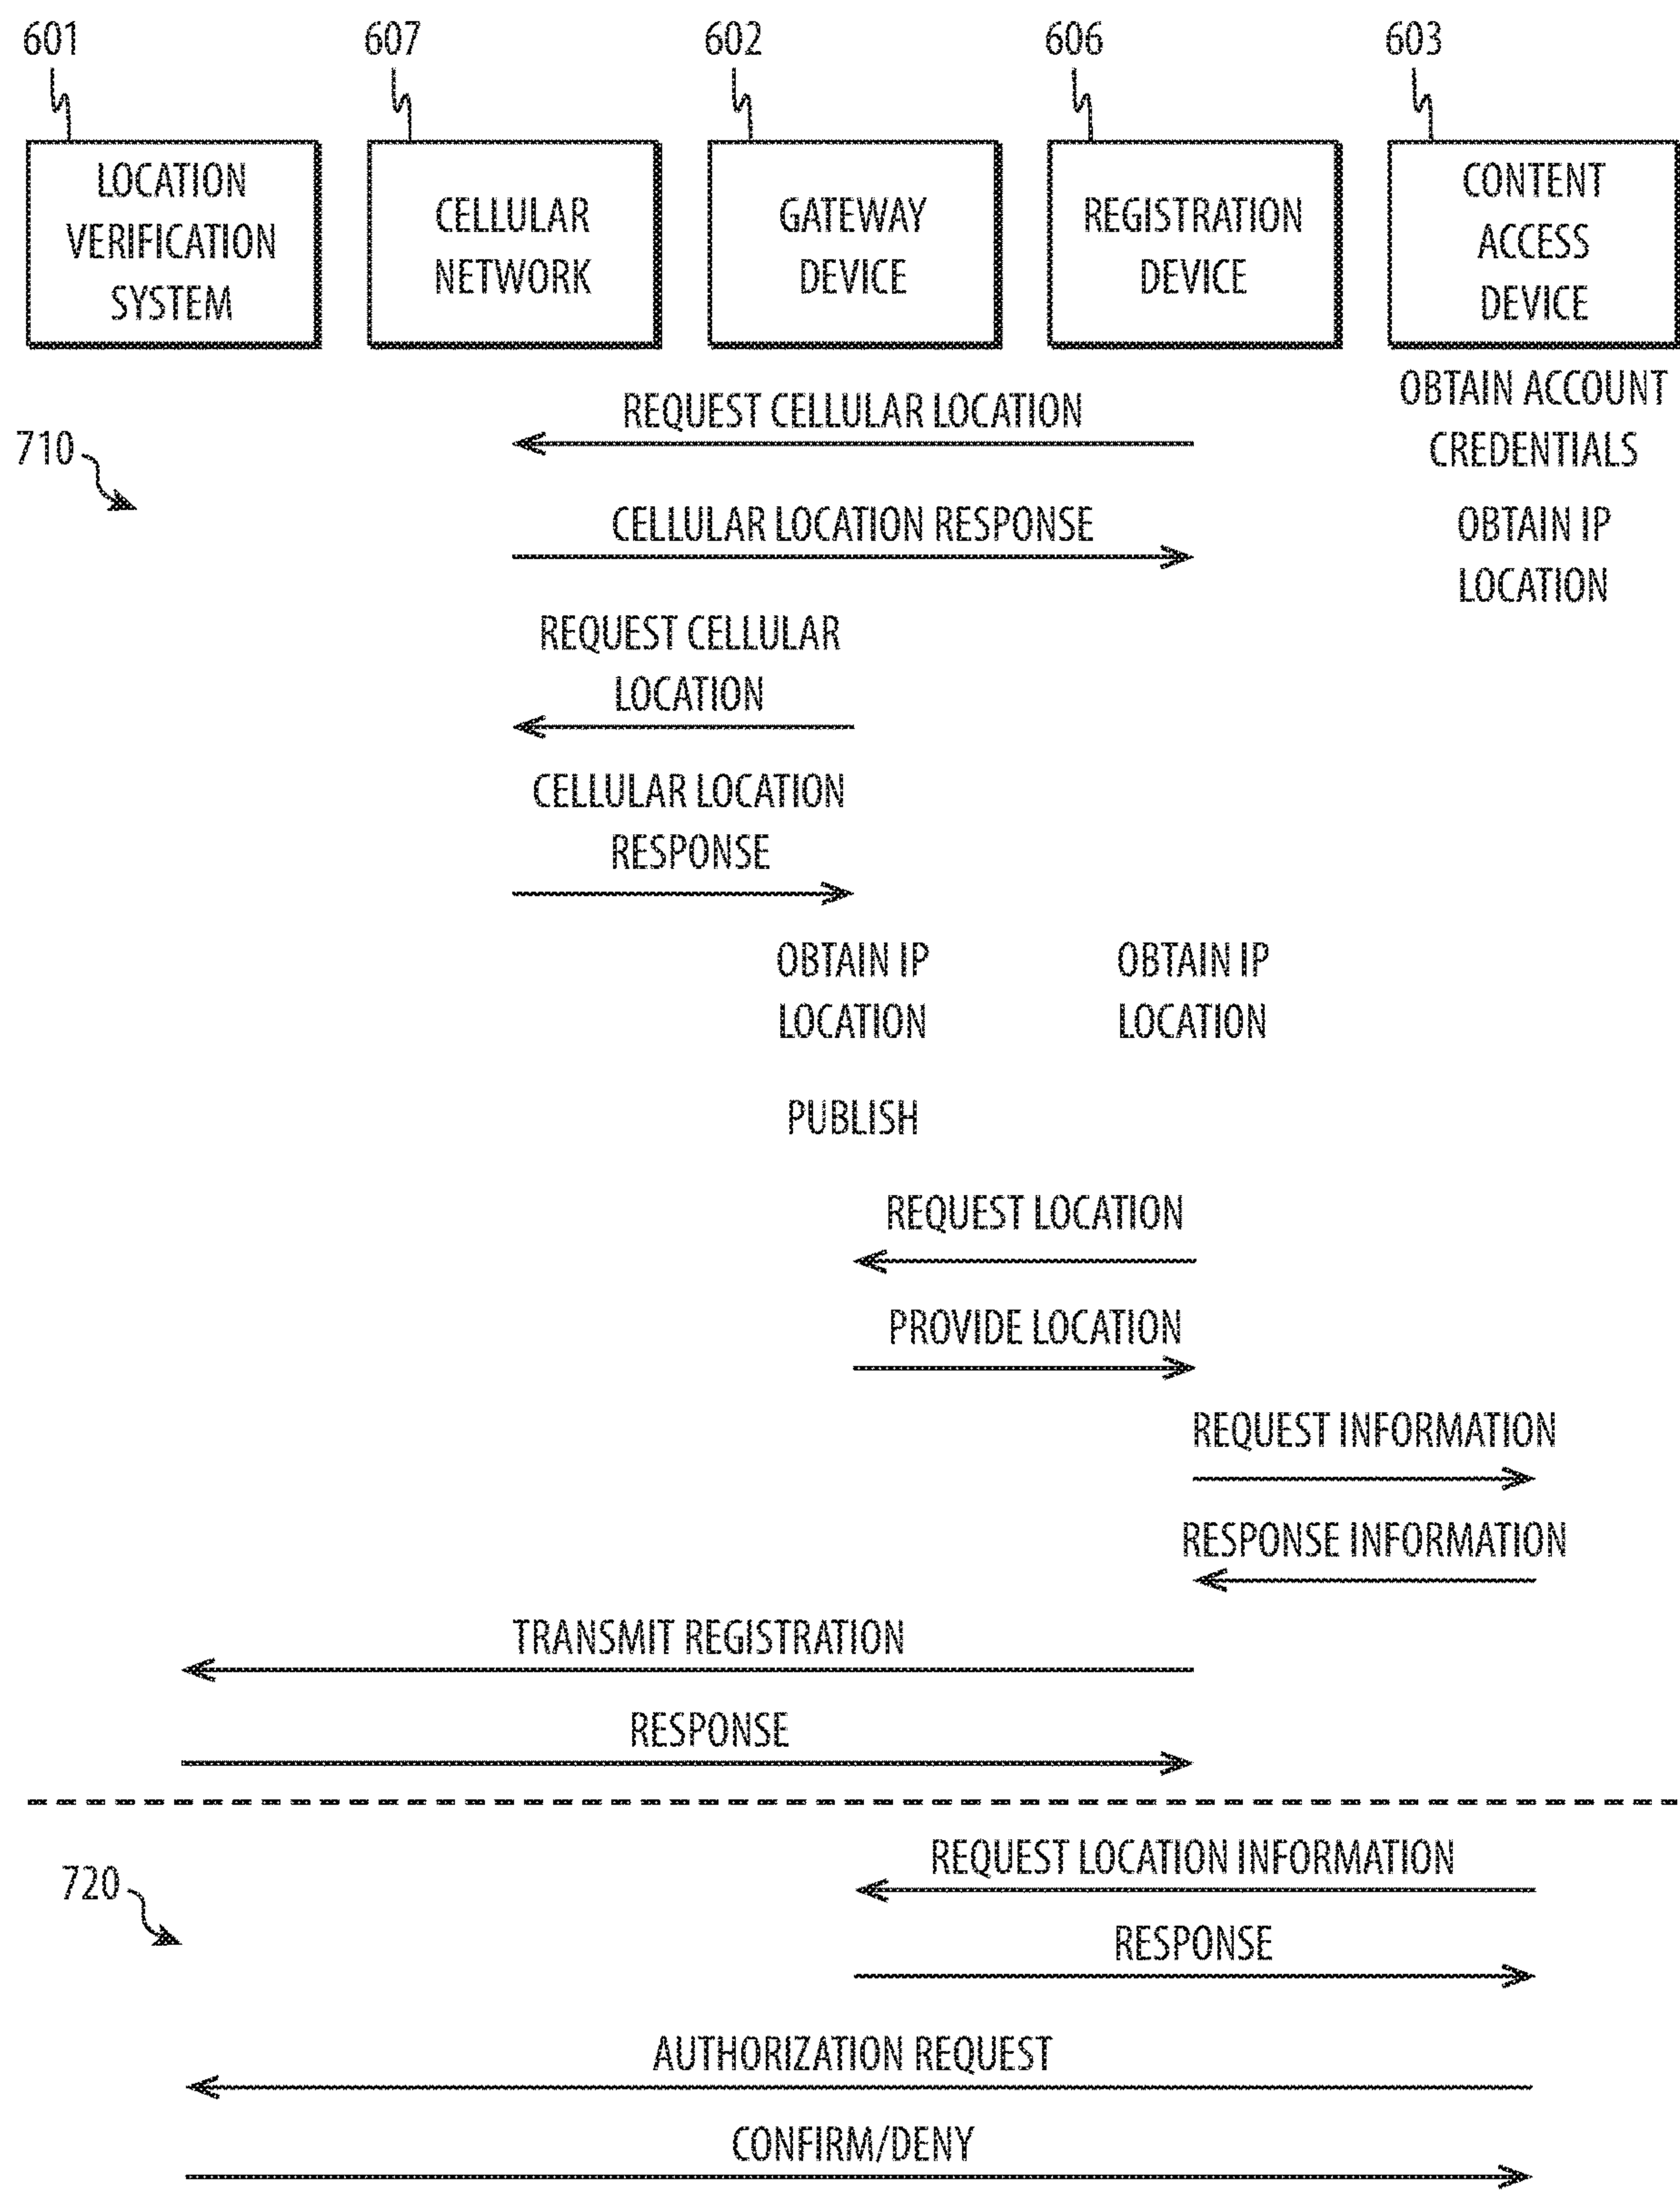 601
607
602
606
603
LOCATION
VERIFICATION
SYSTEM
CELLULAR
NETWORK
GATEWAY
DEVICE
REGISTRATION
DEVICE
CONTENT
ACCESS
DEVICE
710
REQUEST CELLULAR LOCATION
OBTAIN ACCOUNT
CREDENTIALS
CELLULAR LOCATION RESPONSE
OBTAIN IP
LOCATION
REQUEST CELLULAR
LOCATION
CELLULAR LOCATION
RESPONSE
OBTAIN IP
LOCATION
OBTAIN IP
LOCATION
PUBLISH
REQUEST LOCATION
PROVIDE LOCATION
REQUEST INFORMATION
RESPONSE INFORMATION
TRANSMIT REGISTRATION
RESPONSE
720
REQUEST LOCATION INFORMATION
RESPONSE
AUTHORIZATION REQUEST
CONFIRM/DENY